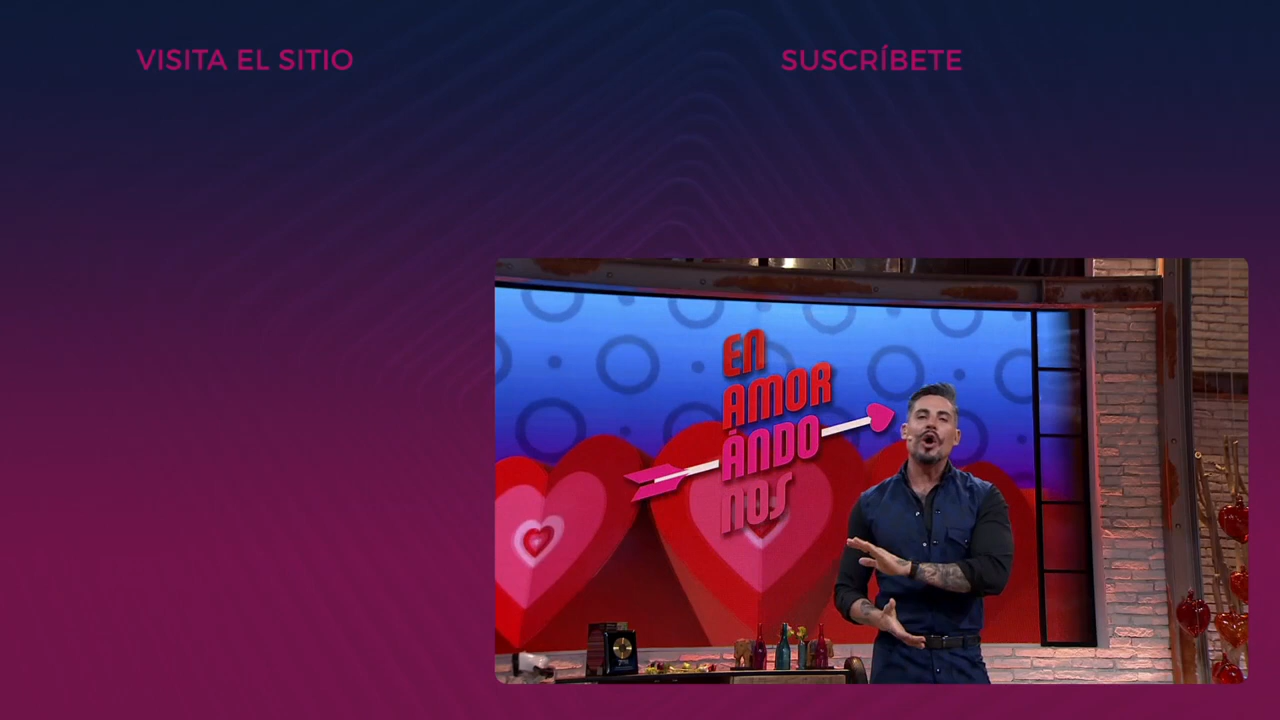 VISITA EL SITIO
SUSCRÍBETE
EN
AMOR
ÁNDO
NOS